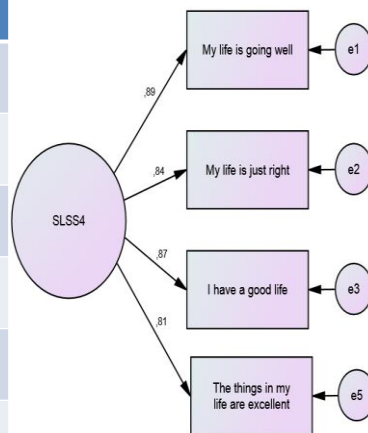 My life is going well
e1
,89
My life is just right
e2
,84
SLSS4
,87
I have a good life
e3
,81
The things in my
life are excellent
e5